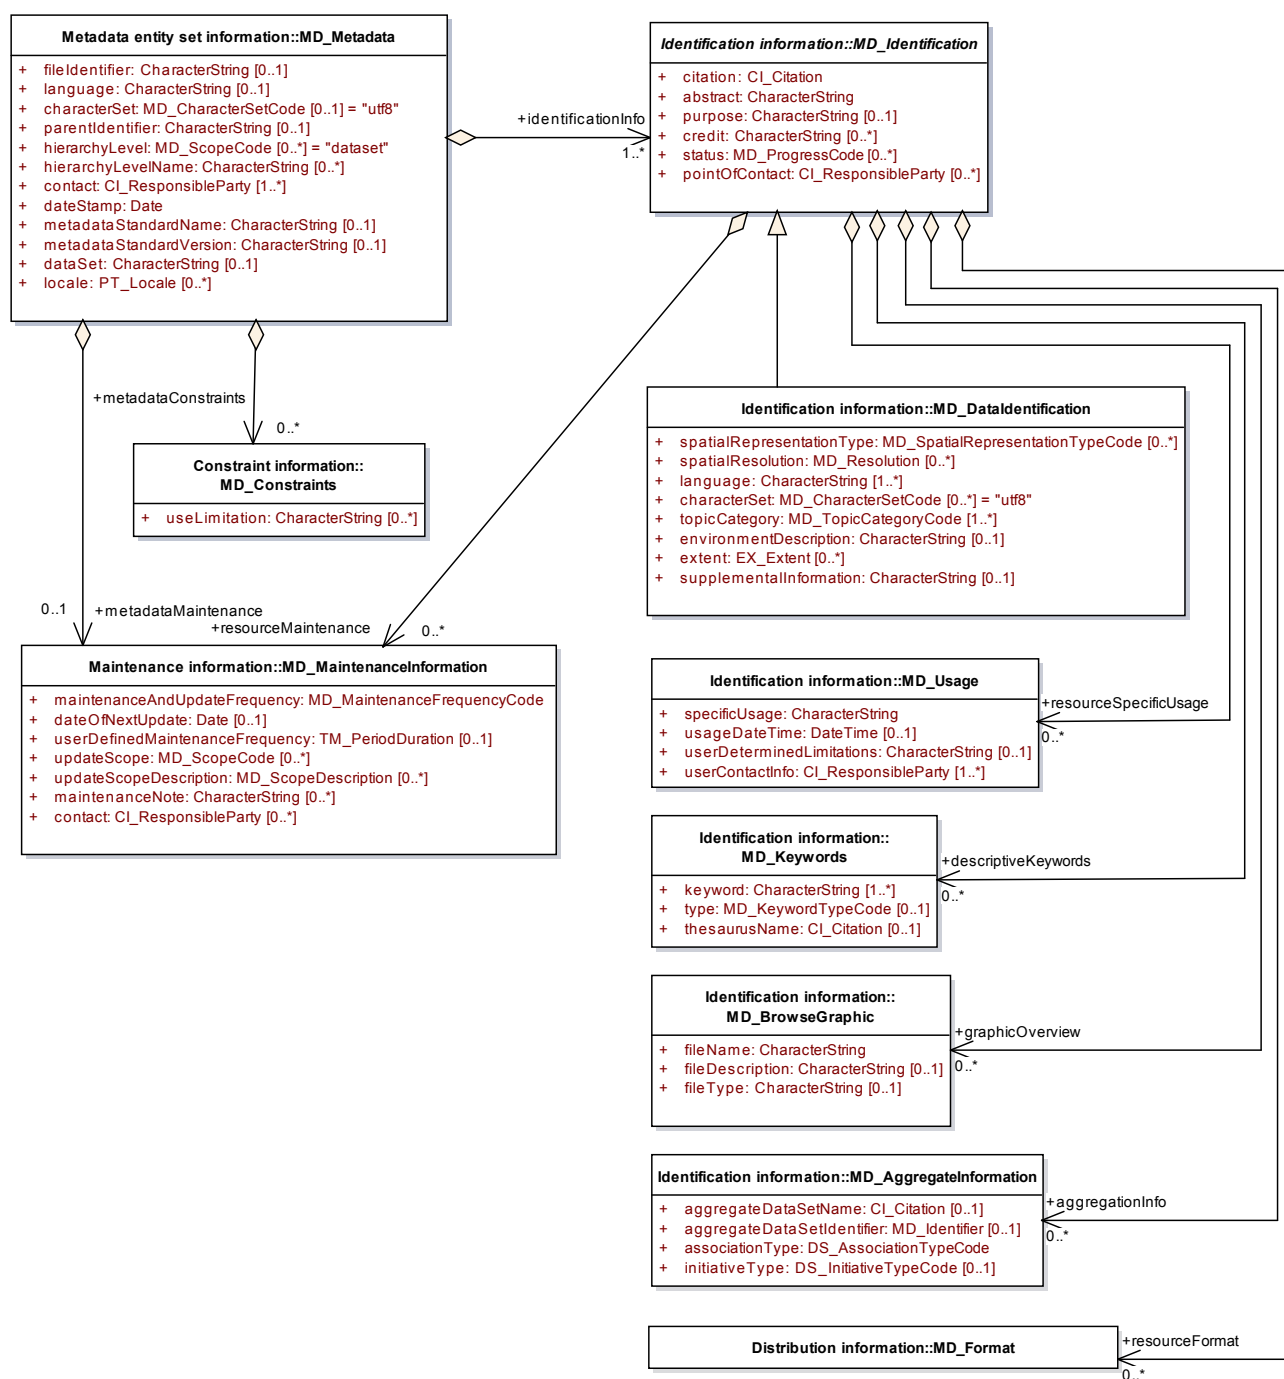 Metadata entity set information::MD_Metadata
+ fileIdentifier: CharacterString [0..1]
+ language: CharacterString [0..1]
+ characterSet: MD_CharacterSetCode [0..1] = "utf8"
+ parentIdentifier: CharacterString [0..1]
+ hierarchyLevel: MD_ScopeCode [0..*] = "dataset"
+ hierarchyLevelName: CharacterString [0..*]
+ contact: CI_ResponsibleParty [1..*]
+ dateStamp: Date
+ metadataStandardName: CharacterString [0..1]
+ metadataStandardVersion: CharacterString [0..1]
+ dataSet: CharacterString [0..1]
+ locale: PT_Locale [0..*]
+identificationInfo
1..*
Identification information::MD_Identification
+ citation: CI_Citation
+ abstract: CharacterString
+ purpose: CharacterString [0..1]
+ credit: CharacterString [0..*]
+ status: MD_ProgressCode [0..*]
+ pointOfContact: CI_ResponsibleParty [0..*]
+metadataConstraints
0..*
Constraint information::
MD_Constraints
+ useLimitation: CharacterString [0..*]
Identification information::MD_DataIdentification
+ spatialRepresentationType: MD_SpatialRepresentationTypeCode [0..*]
+ spatialResolution: MD_Resolution [0..*]
+ language: CharacterString [1..*]
+ characterSet: MD_CharacterSetCode [0..*] = "utf8"
+ topicCategory: MD_TopicCategoryCode [1..*]
+ environmentDescription: CharacterString [0..1]
+ extent: EX_Extent [0..*]
+ supplementalInformation: CharacterString [0..1]
0..1
+metadataMaintenance
+resourceMaintenance
0..*
Maintenance information::MD_MaintenanceInformation
+ maintenanceAndUpdateFrequency: MD_MaintenanceFrequencyCode
+ dateOfNextUpdate: Date [0..1]
+ userDefinedMaintenanceFrequency: TM_PeriodDuration [0..1]
+ updateScope: MD_ScopeCode [0..*]
+ updateScopeDescription: MD_ScopeDescription [0..*]
+ maintenanceNote: CharacterString [0..*]
+ contact: CI_ResponsibleParty [0..*]
Identification information::MD_Usage
+ specificUsage: CharacterString
+ usageDateTime: DateTime [0..1]
+ userDeterminedLimitations: CharacterString [0..1]
+ userContactInfo: CI_ResponsibleParty [1..*]
+resourceSpecificUsage
0..*
Identification information::
MD_Keywords
+ keyword: CharacterString [1..*]
+ type: MD_KeywordTypeCode [0..1]
+ thesaurusName: CI_Citation [0..1]
+descriptiveKeywords
0..*
Identification information::
MD_BrowseGraphic
+ fileName: CharacterString
+ fileDescription: CharacterString [0..1]
+ fileType: CharacterString [0..1]
+graphicOverview
0..*
Identification information::MD_AggregateInformation
+ aggregateDataSetName: CI_Citation [0..1]
+ aggregateDataSetIdentifier: MD_Identifier [0..1]
+ associationType: DS_AssociationTypeCode
+ initiativeType: DS_InitiativeTypeCode [0..1]
+aggregationInfo
0..*
Distribution information::MD_Format
+resourceFormat
0..*